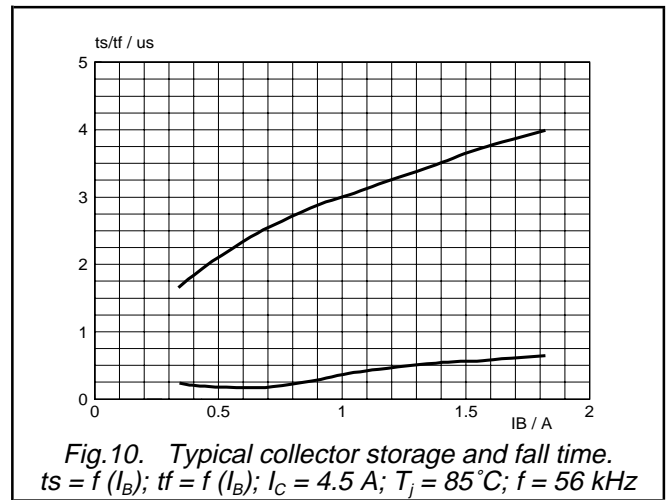 ts/tf / us
5
4
3
2
1
0
0 0.5 1 1.5 2
IB / A
Fig.10. Typical collector storage and fall time.
ts = f (IB); tf = f (IB); IC = 4.5 A; Tj = 85˚C; f = 56 kHz